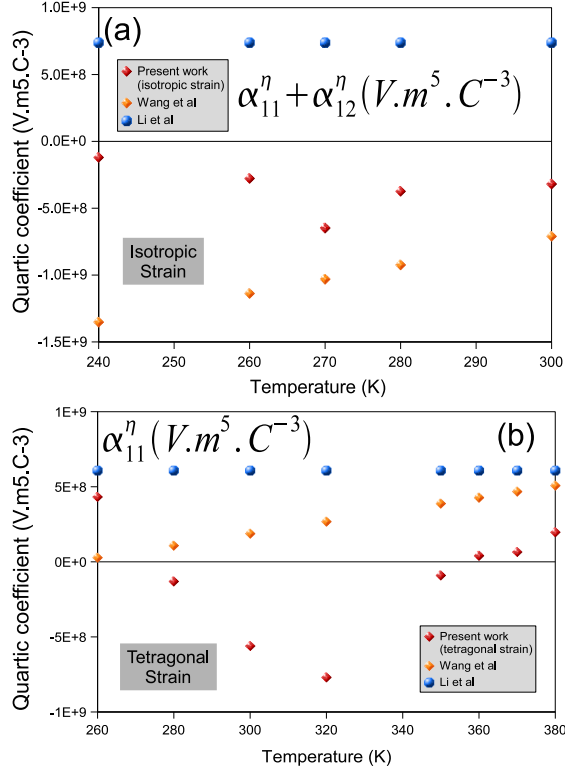 1.0E+9
(a)
5.0E+8
Present work
(isotropic strain)
Wang et al
Li et al
α₁₁^η + α₁₂^η (V.m⁵.C⁻³)
0.0E+0
-5.0E+8
Isotropic
Strain
-1.0E+9
-1.5E+9
240 250 260 270 280 290 300
Temperature (K)
Quartic coefficient (V.m5.C-3)
1E+9
α₁₁^η (V.m⁵.C⁻³)
(b)
5E+8
0E+0
Present work
(tetragonal strain)
Wang et al
Li et al
-5E+8
Tetragonal
Strain
-1E+9
260 280 300 320 340 360 380
Temperature (K)
Quartic coefficient (V.m5.C-3)